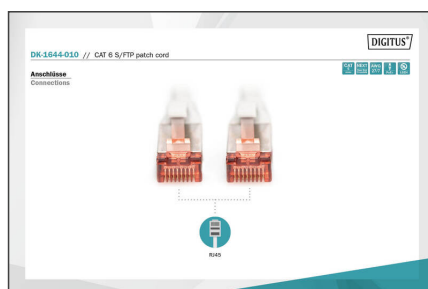 DIGITUS®
DK-1644-010 // CAT 6 S/FTP patch cord
Anschlüsse
Connections
RJ45